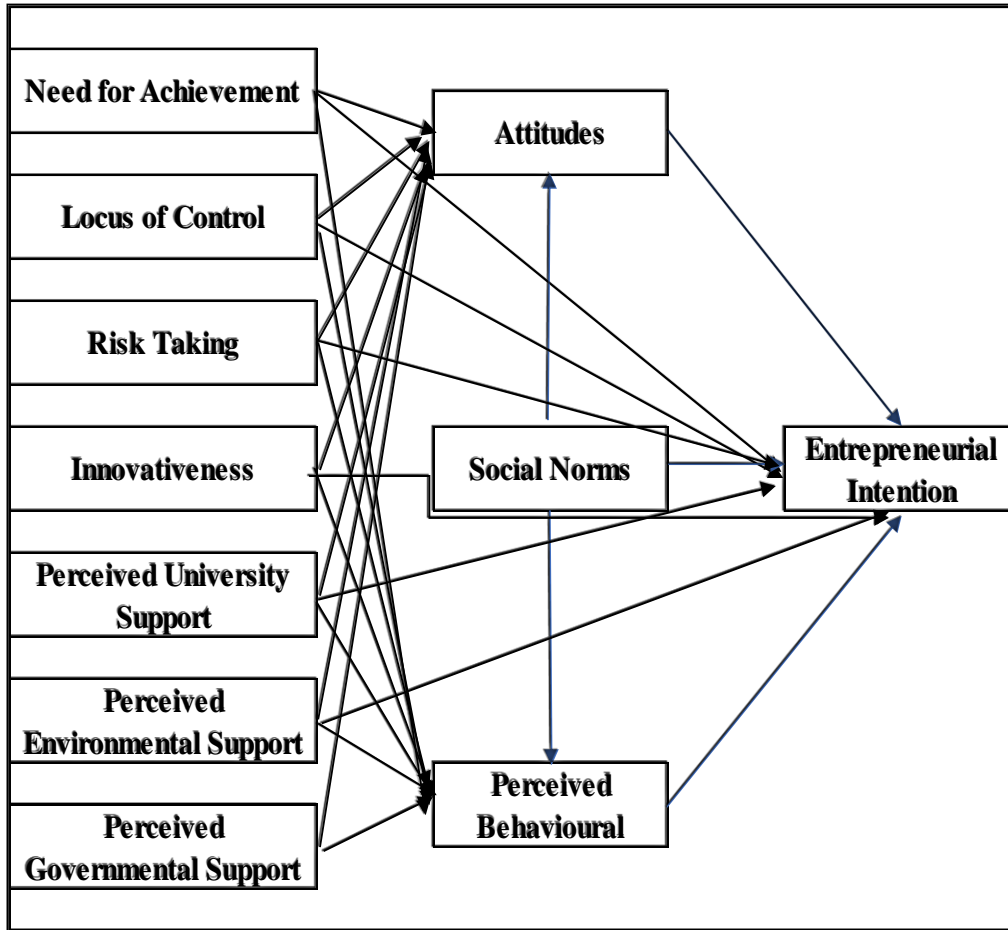 Need for Achievement
Locus of Control
Risk Taking
Innovativeness
Perceived University
Support
Perceived
Environmental Support
Perceived
Governmental Support
Attitudes
Social Norms
Perceived
Behavioural
Entrepreneurial
Intention